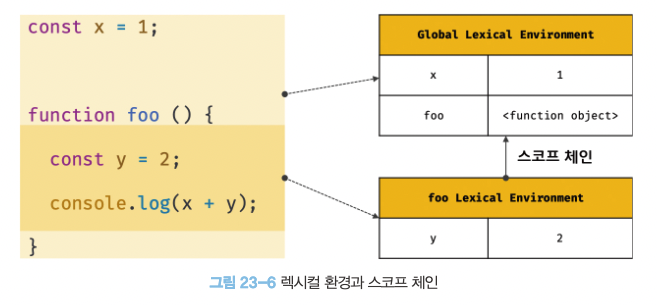 const x = 1;
function foo () {
const y = 2;
console.log(x + y);
}
Global Lexical Environment
x 1
foo <function object>
스코프 체인
foo Lexical Environment
y 2
그림 23-6 렉시컬 환경과 스코프 체인